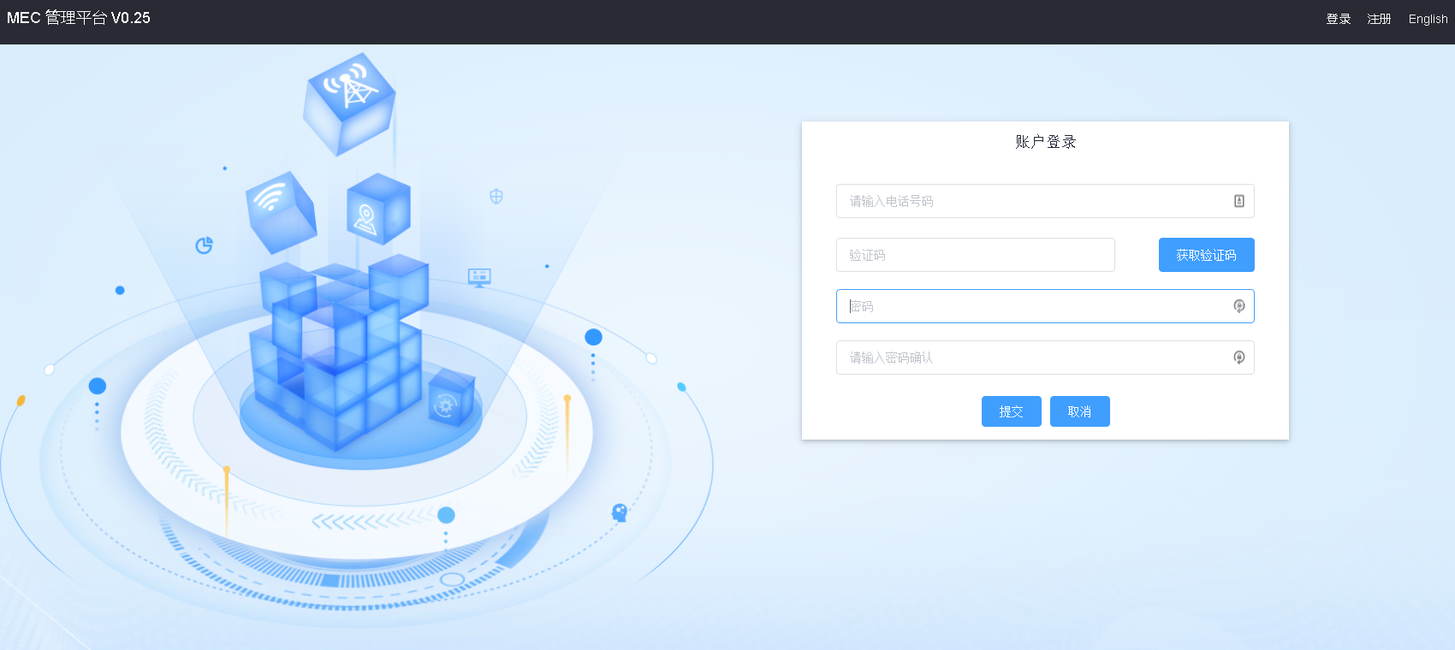 MEC 管理平台 V0.25
登录 注册 English
账户登录
请输入电话号码
验证码 获取验证码
密码
请输入密码确认
提交 取消